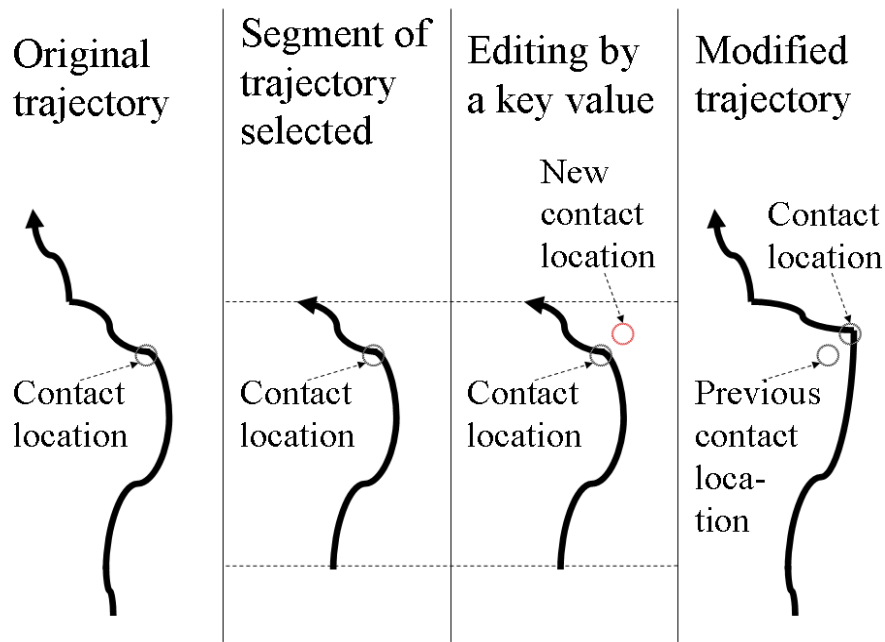 Original
trajectory
Segment of
trajectory
selected
Editing by
a key value
Modified
trajectory
Contact
location
Contact
location
New
contact
location
Contact
location
Contact
location
Previous
contact
loca-
tion